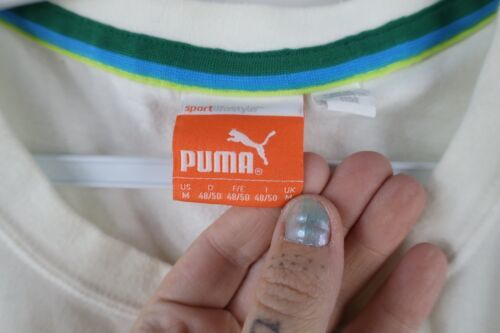 sportlifestyle
PUMA®
US D F/E I UK
M 48/50 48/50 48/50 M